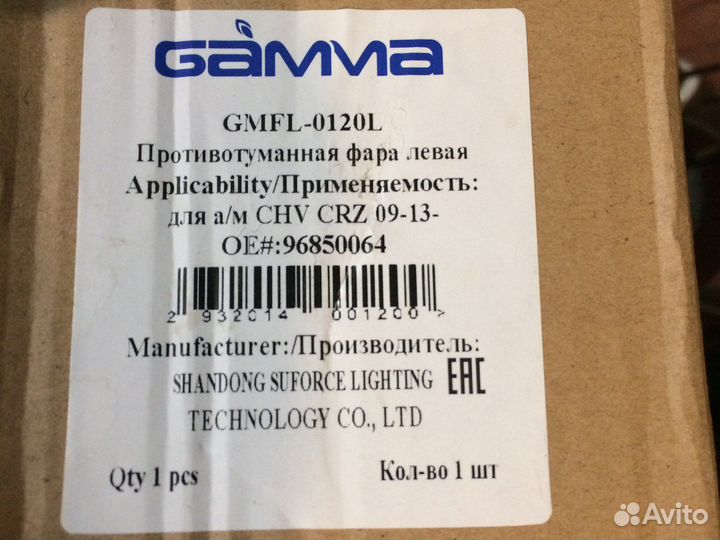 GAMMA
GMFL-0120L
Противотуманная фара левая
Applicability/Применяемость:
для а/м CHV CRZ 09-13-
OE#:96850064
2 932014 001200 >
Manufacturer:/Производитель:
SHANDONG SUFORCE LIGHTING EAC
TECHNOLOGY CO., LTD
Qty 1 pcs Кол-во 1 шт
Avito